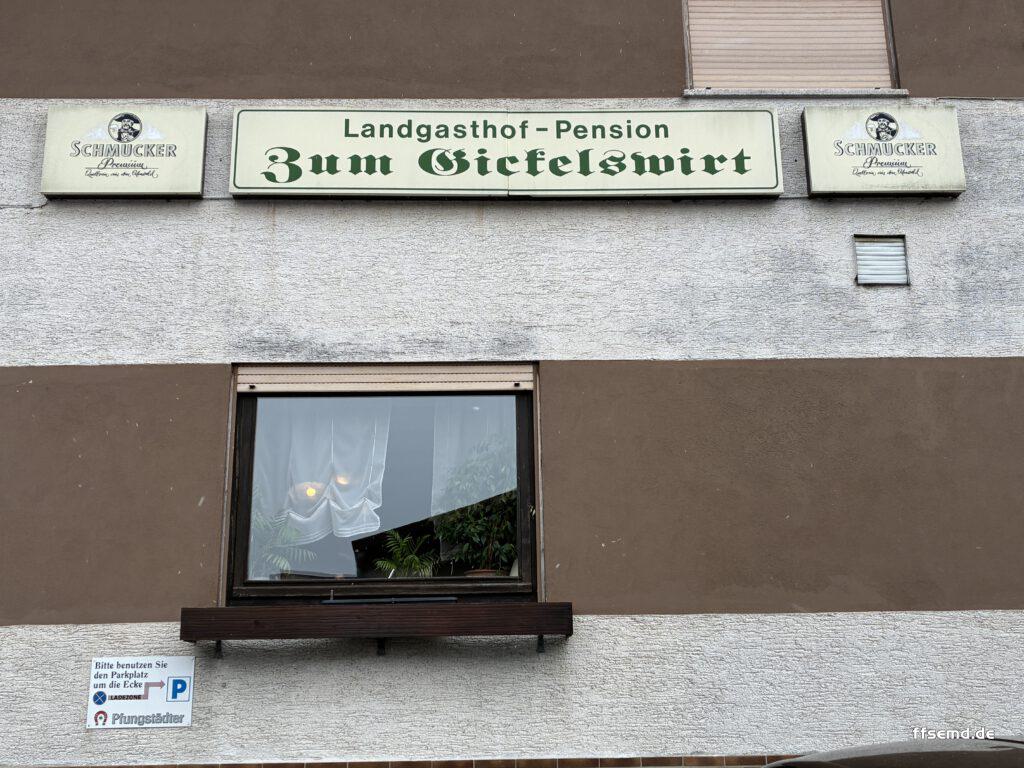 SCHMUCKER
Premium
Landgasthof - Pension
Zum Gickelswirt
SCHMUCKER
Premium
Bitte benutzen Sie
den Parkplatz
um die Ecke
LADEZONE
P
Pfungstädter
ffsemd.de